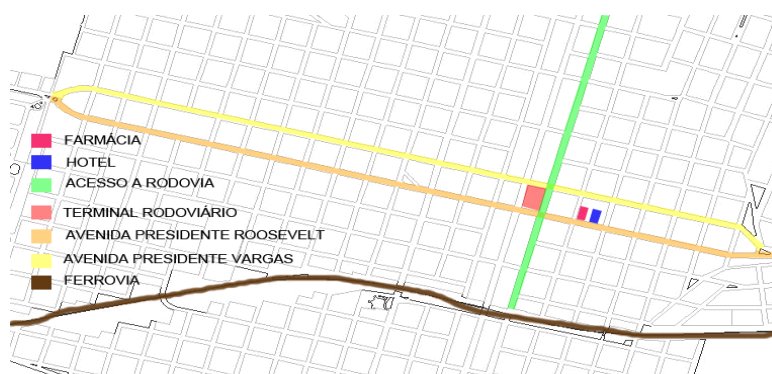 FARMÁCIA
HOTEL
ACESSO A RODOVIA
TERMINAL RODOVIÁRIO
AVENIDA PRESIDENTE ROOSEVELT
AVENIDA PRESIDENTE VARGAS
FERROVIA